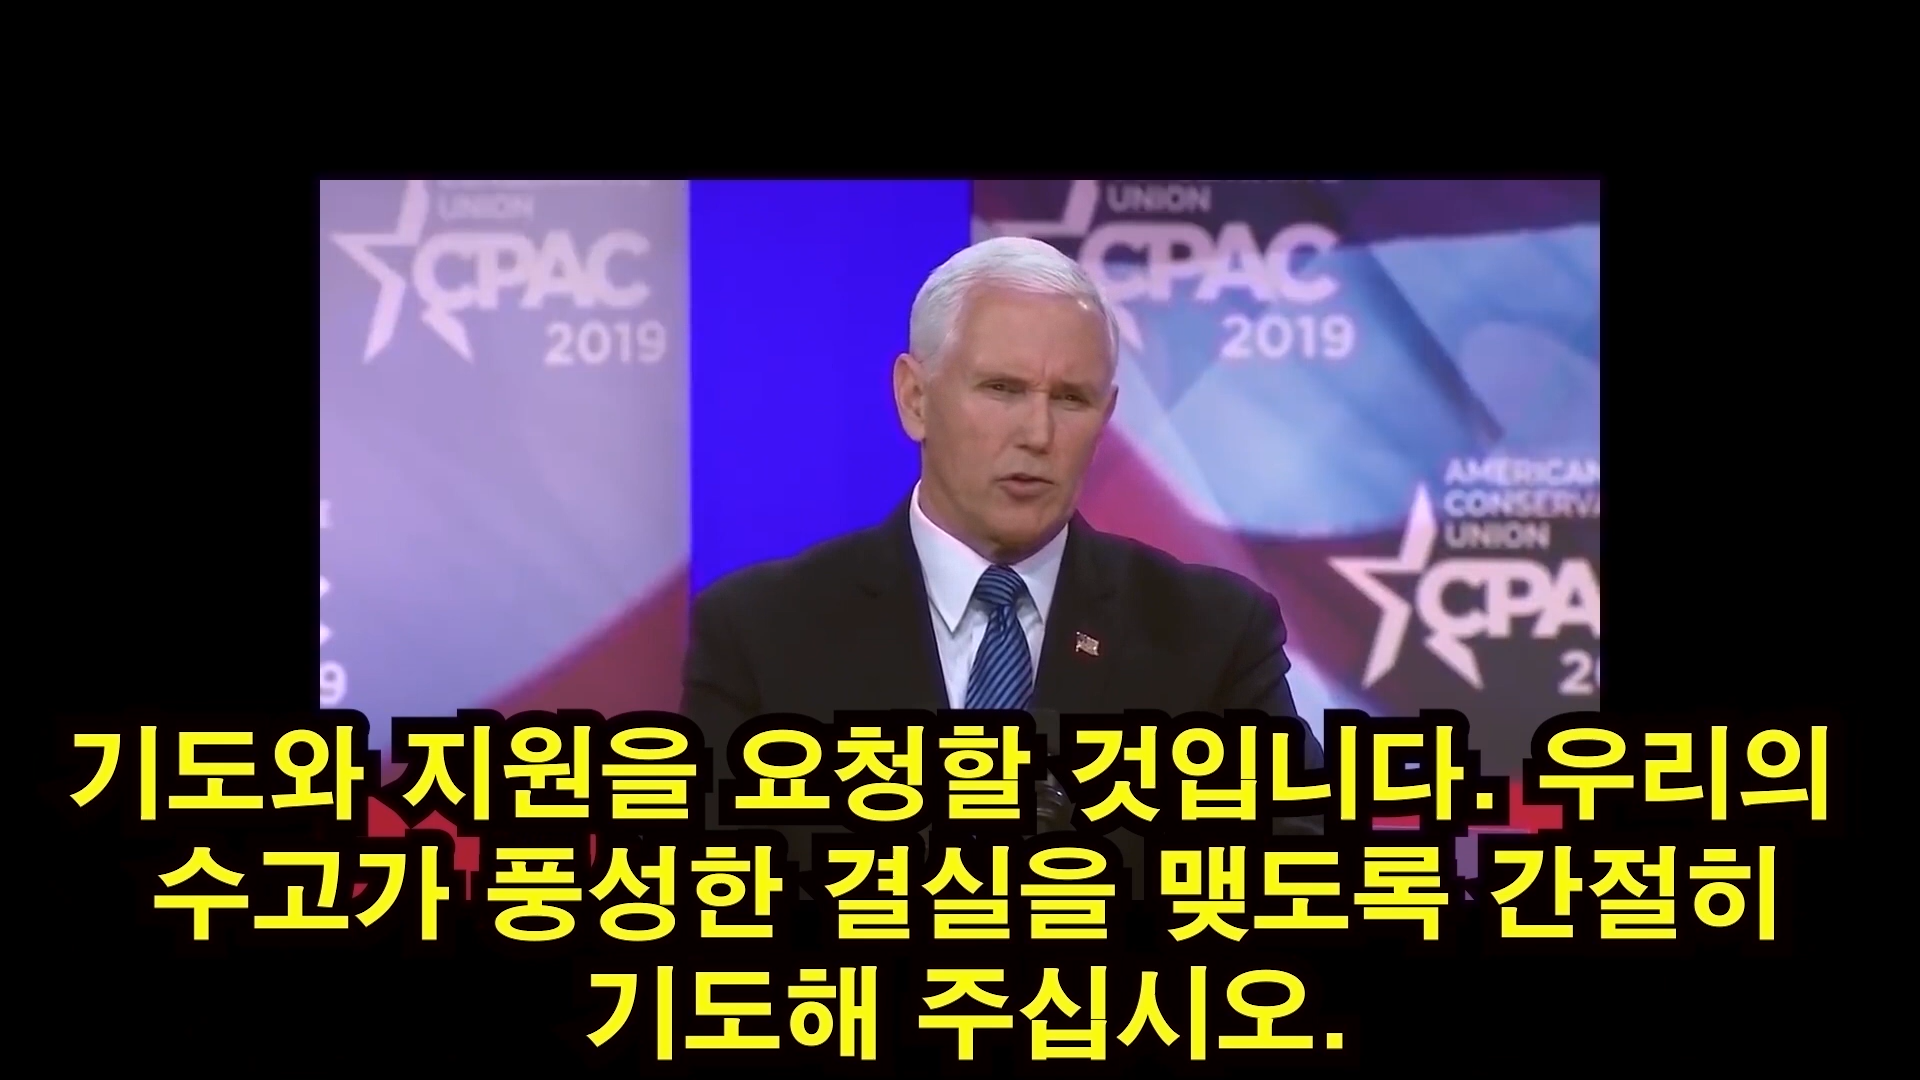 UNION
CPAC
2019
UNION
CPAC
2019
AMERICAN
CONSERVA
UNION
CPA
기도와 지원을 요청할 것입니다. 우리의
수고가 풍성한 결실을 맺도록 간절히
기도해 주십시오.